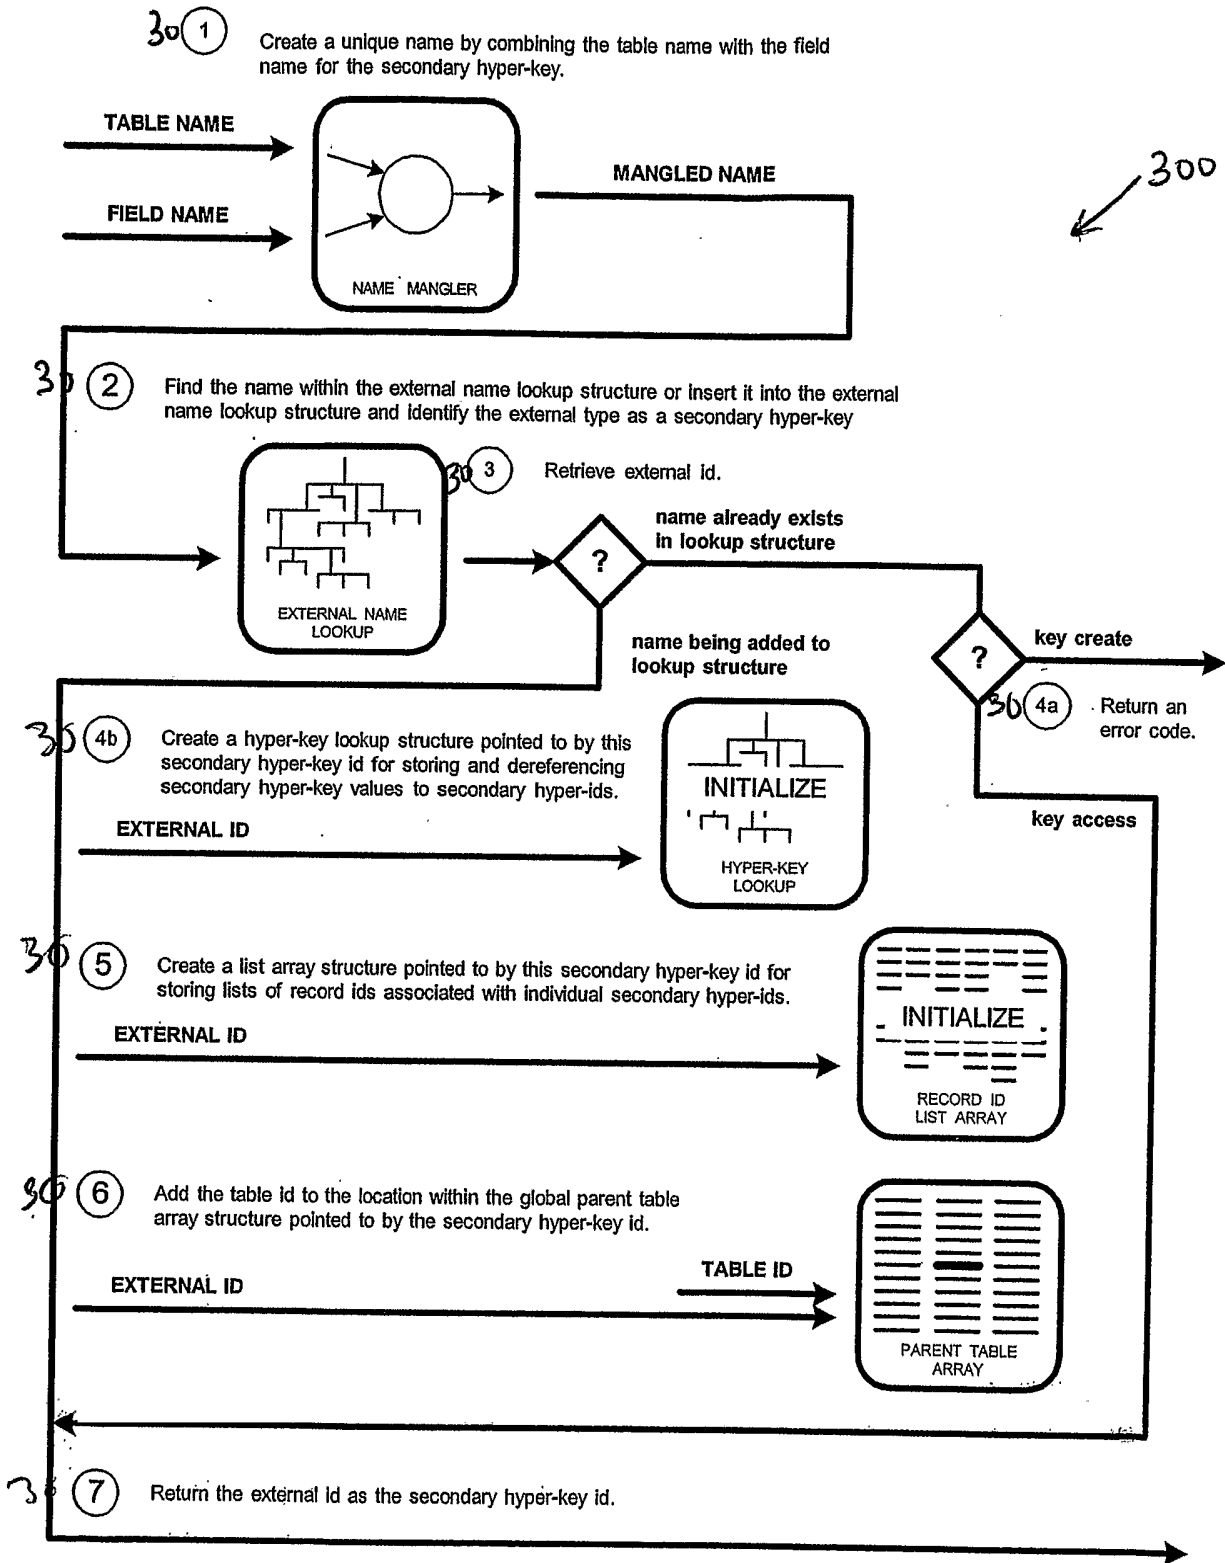 30 1
Create a unique name by combining the table name with the field
name for the secondary hyper-key.
TABLE NAME
FIELD NAME
NAME MANGLER
MANGLED NAME
300
30 2
Find the name within the external name lookup structure or insert it into the external
name lookup structure and identify the external type as a secondary hyper-key
EXTERNAL NAME
LOOKUP
30 3
Retrieve external id.
?
name already exists
in lookup structure
name being added to
lookup structure
?
key create
30 4a
Return an
error code.
key access
30 4b
Create a hyper-key lookup structure pointed to by this
secondary hyper-key id for storing and dereferencing
secondary hyper-key values to secondary hyper-ids.
EXTERNAL ID
INITIALIZE
HYPER-KEY
LOOKUP
30 5
Create a list array structure pointed to by this secondary hyper-key id for
storing lists of record ids associated with individual secondary hyper-ids.
EXTERNAL ID
INITIALIZE
RECORD ID
LIST ARRAY
30 6
Add the table id to the location within the global parent table
array structure pointed to by the secondary hyper-key id.
EXTERNAL ID
TABLE ID
PARENT TABLE
ARRAY
30 7
Return the external id as the secondary hyper-key id.